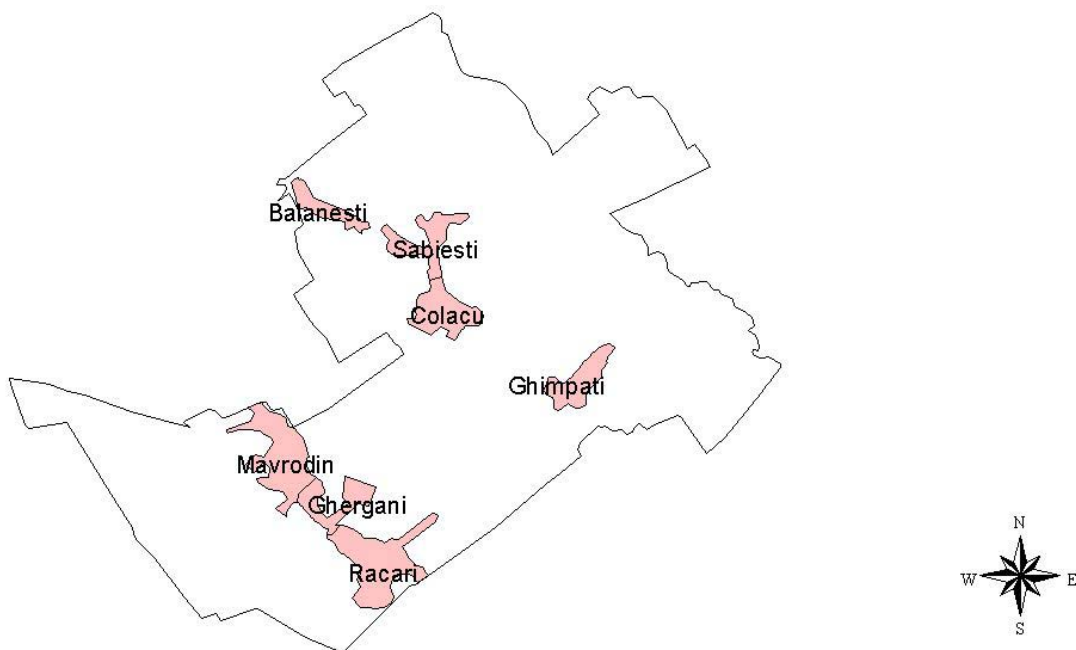 Balanesti
Sabiesti
Colacu
Ghimpati
Mavrodin
Ghergani
Racari
N
W
E
S